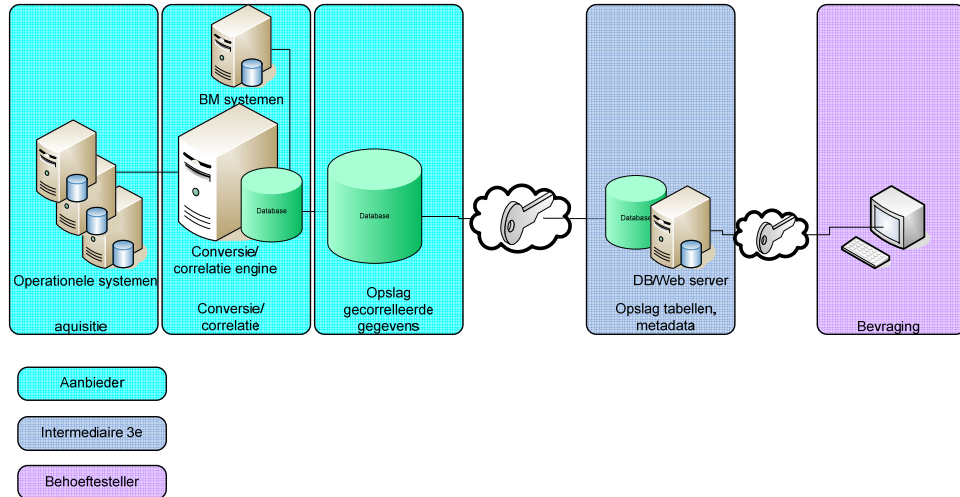 BM systemen
Database
Database
Database
Operationele systemen
Conversie/
correlatie engine
DB/Web server
aquisitie
Conversie/
correlatie
Opslag
gecorrelleerde
gegevens
Opslag tabellen,
metadata
Bevraging
Aanbieder
Intermediaire 3e
Behoeftesteller